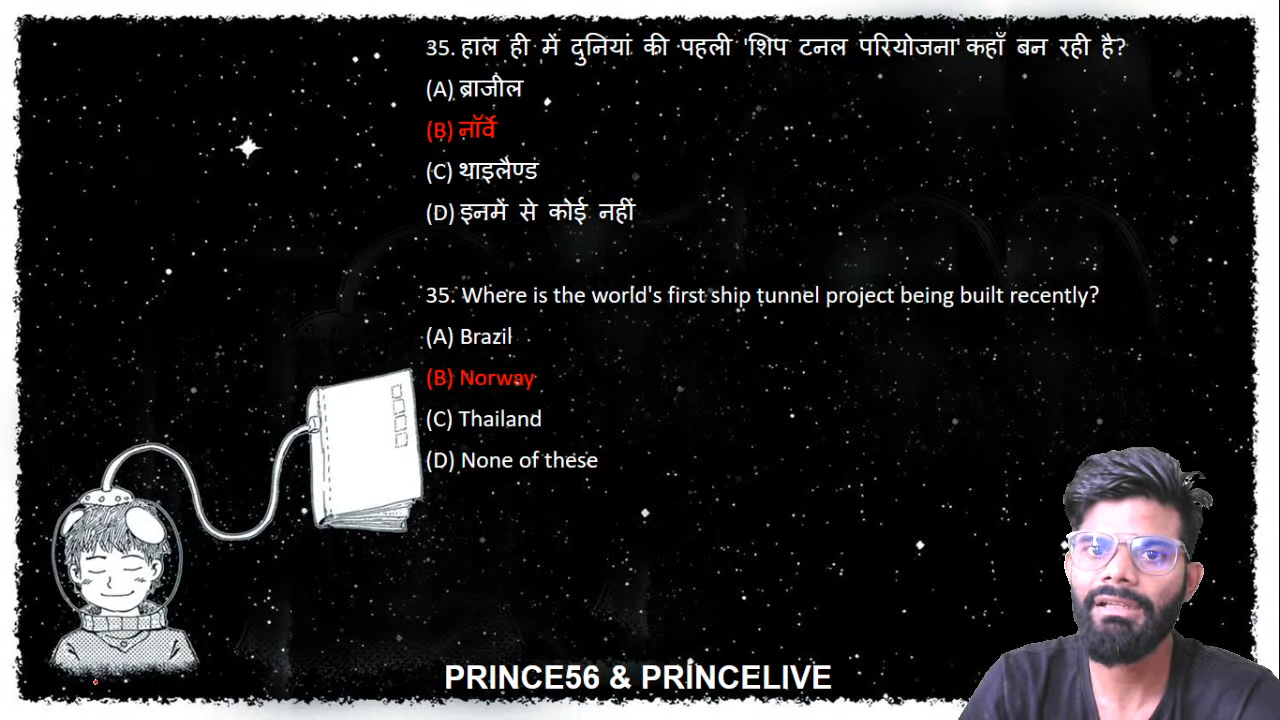 35. हाल ही में दुनियां की पहली 'शिप टनल परियोजना' कहाँ बन रही है?
(A) ब्राजील
(B) नॉर्वे
(C) थाइलैण्ड
(D) इनमें से कोई नहीं
35. Where is the world's first ship tunnel project being built recently?
(A) Brazil
(B) Norway
(C) Thailand
(D) None of these
PRINCE56 & PRINCELIVE